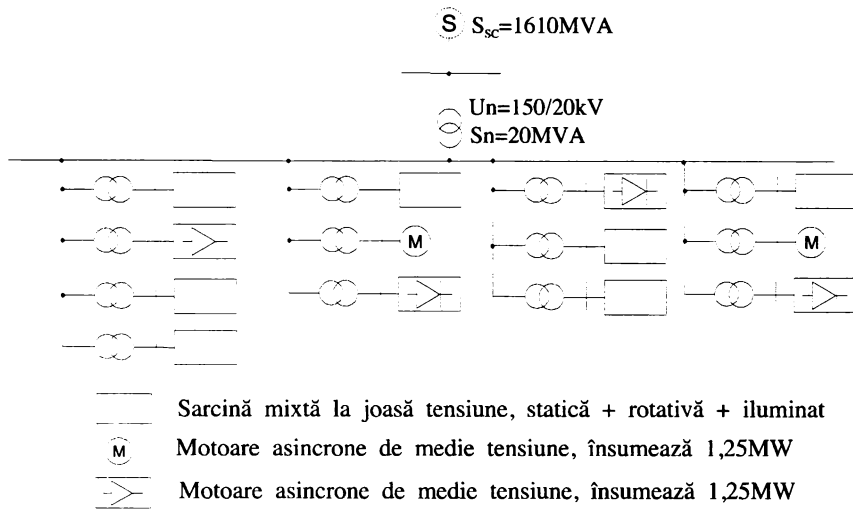 S S_sc=1610MVA
Un=150/20kV
Sn=20MVA
M
M
Sarcină mixtă la joasă tensiune, statică + rotativă + iluminat
M Motoare asincrone de medie tensiune, însumează 1,25MW
Motoare asincrone de medie tensiune, însumează 1,25MW